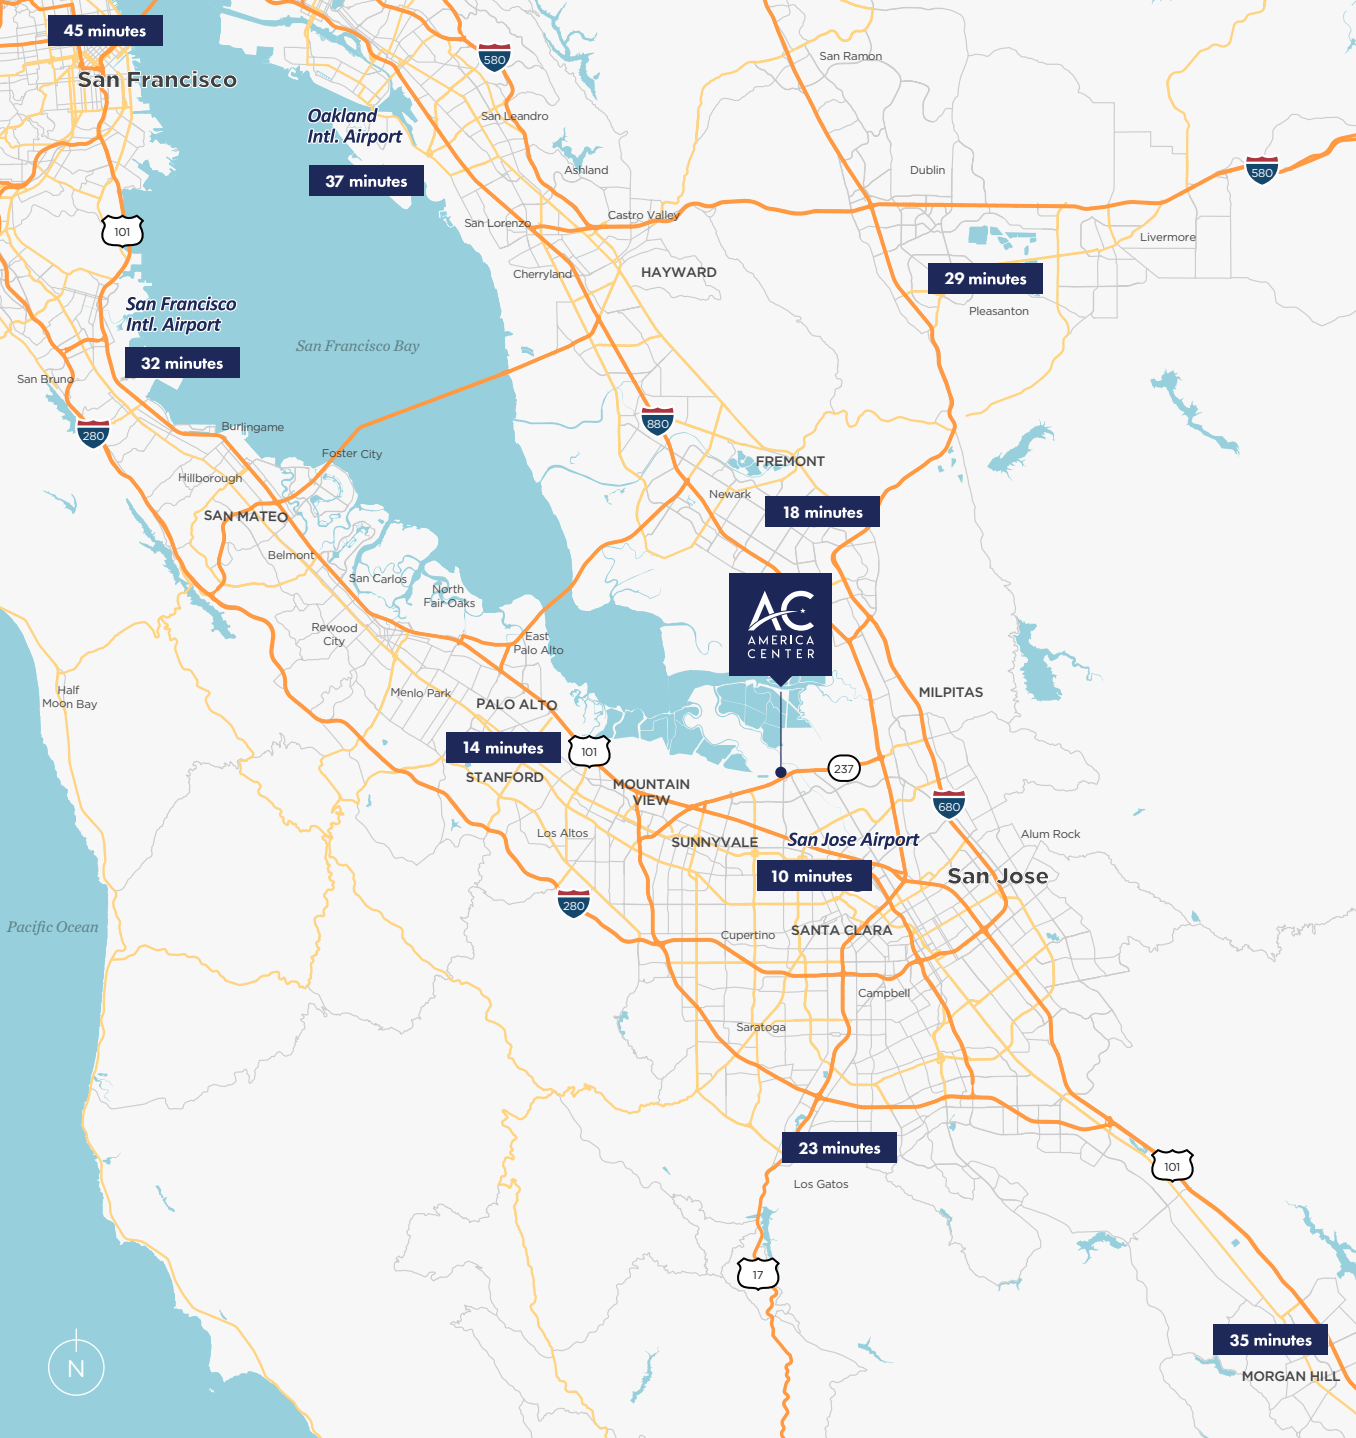 45 minutes
San Francisco
580
San Ramon
Oakland
Intl. Airport
San Leandro
37 minutes
Ashland
Dublin
580
101
San Lorenzo
Castro Valley
Livermore
Cherryland
HAYWARD
29 minutes
Pleasanton
San Francisco
Intl. Airport
32 minutes
San Francisco Bay
San Bruno
280
Burlingame
880
Foster City
FREMONT
Hillborough
Newark
SAN MATEO
18 minutes
Belmont
San Carlos
North
Fair Oaks
AC
AMERICA
CENTER
Rewood
City
East
Palo Alto
Half
Moon Bay
Menlo Park
PALO ALTO
MILPITAS
14 minutes
101
STANFORD
237
MOUNTAIN
VIEW
680
Los Altos
SUNNYVALE
San Jose Airport
Alum Rock
10 minutes
San Jose
280
Pacific Ocean
Cupertino
SANTA CLARA
Campbell
Saratoga
23 minutes
101
Los Gatos
17
35 minutes
N
MORGAN HILL